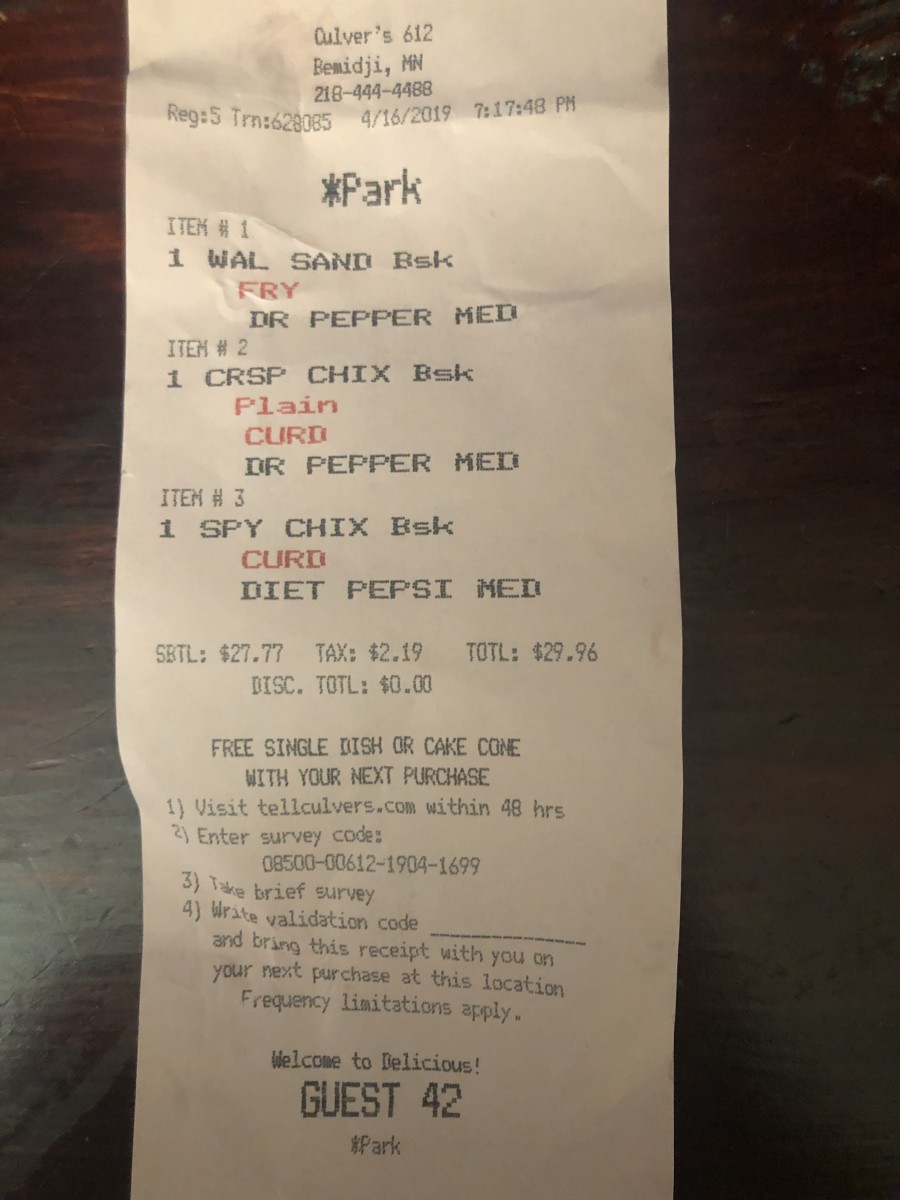 Culver's 612
Bemidji, MN
218-444-4488
Reg:5 Trn:628085 4/16/2019 7:17:48 PM
*Park
ITEM # 1
1 WAL SAND Bsk
FRY
DR PEPPER MED
ITEM # 2
1 CRSP CHIX Bsk
Plain
CURD
DR PEPPER MED
ITEM # 3
1 SPY CHIX Bsk
CURD
DIET PEPSI MED
SBTL: $27.77 TAX: $2.19 TOTL: $29.96
DISC. TOTL: $0.00
FREE SINGLE DISH OR CAKE CONE
WITH YOUR NEXT PURCHASE
1) Visit tellculvers.com within 48 hrs
2) Enter survey code:
08500-00612-1904-1699
3) Take brief survey
4) Write validation code ____________
and bring this receipt with you on
your next purchase at this location
Frequency limitations apply.
Welcome to Delicious!
GUEST 42
*Park